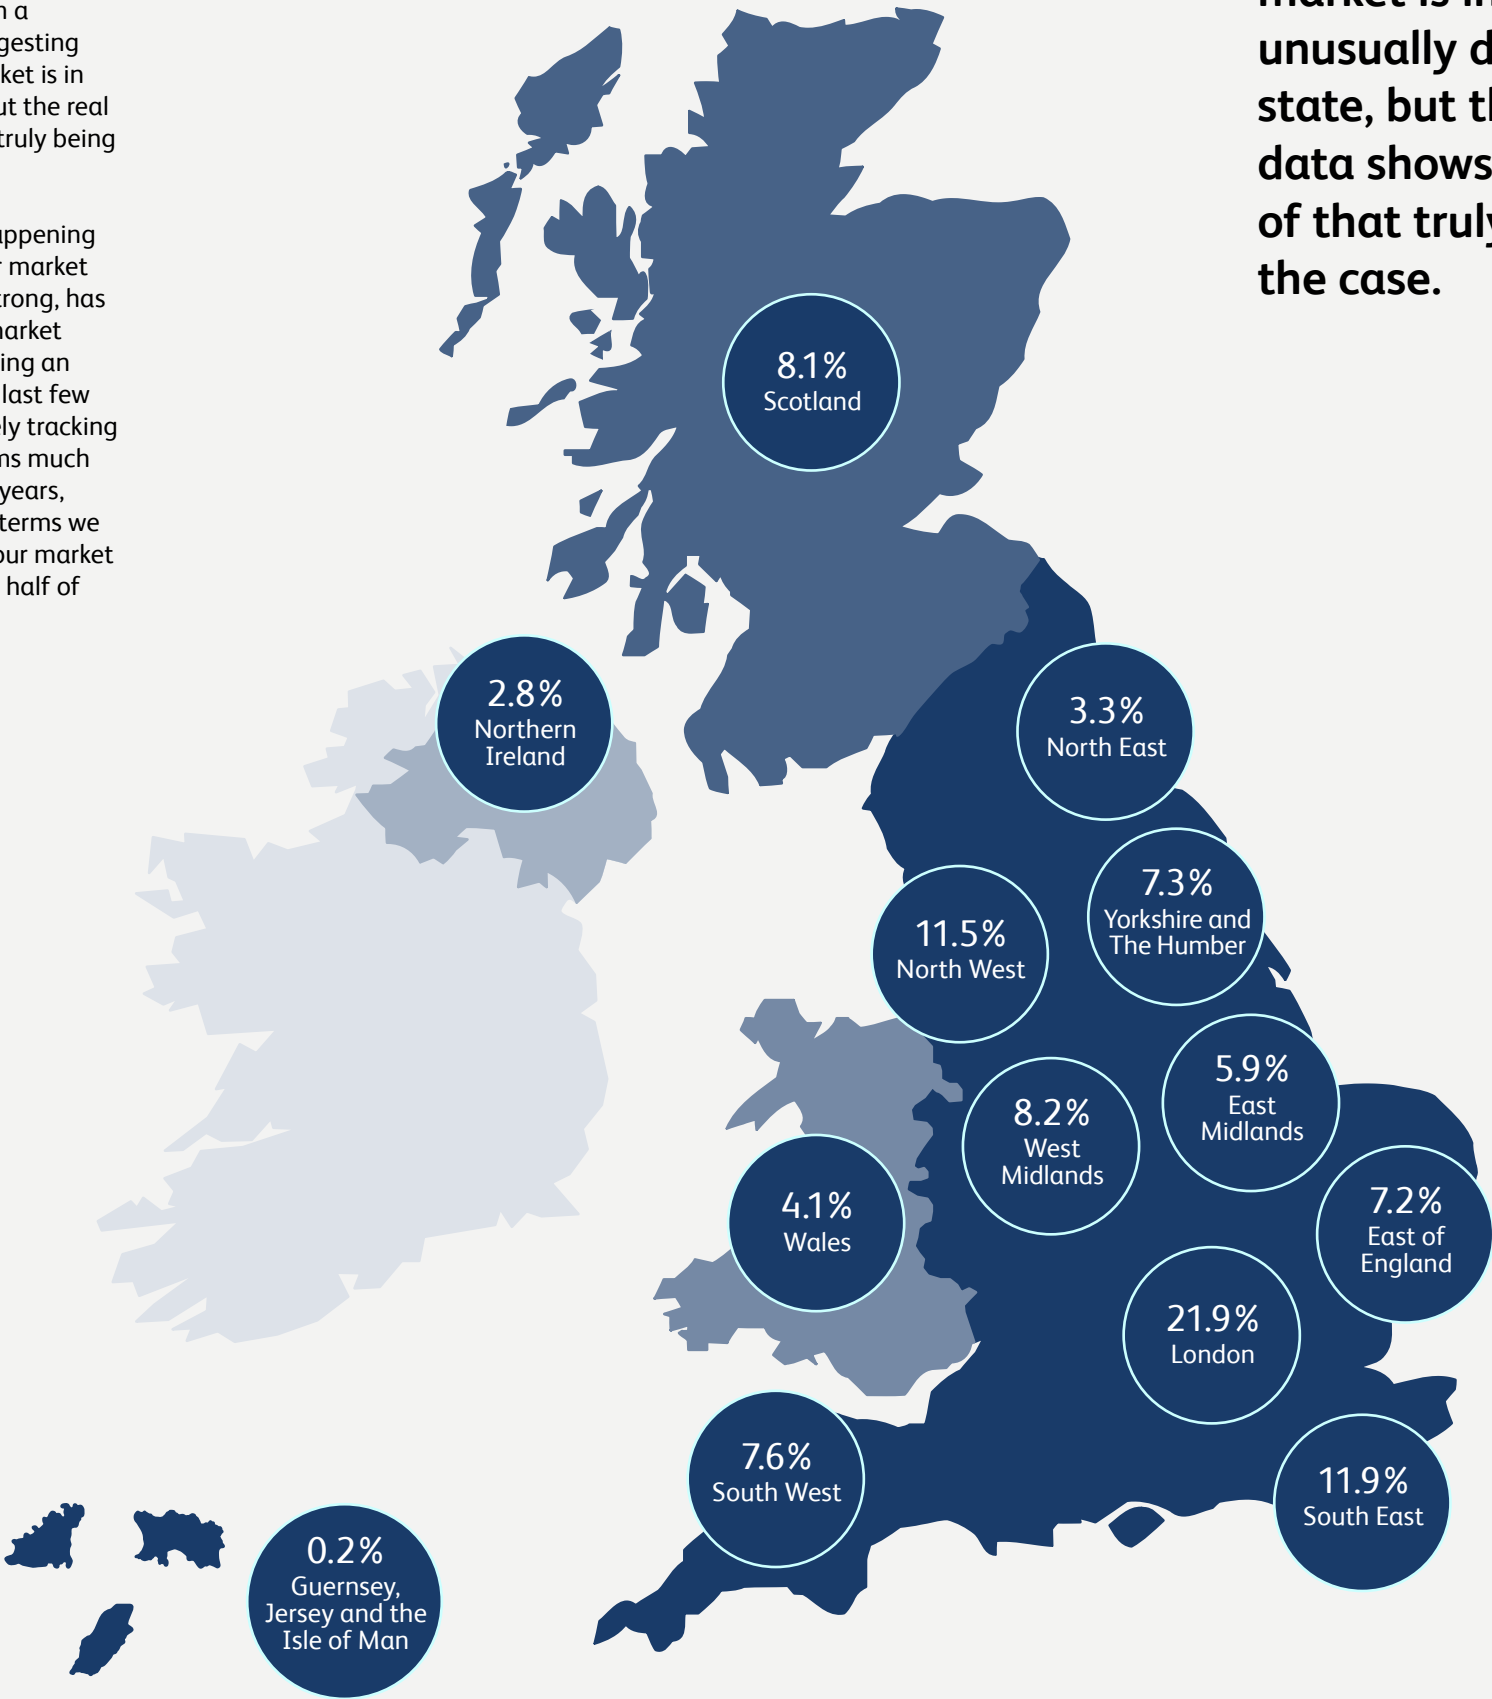 n a
gesting
ket is in
ut the real
truly being
appening
market
trong, has
narket
ing an
last few
ely tracking
ms much
years,
terms we
our market
half of
unusually d
state, but th
data shows
of that truly
the case.
8.1%
Scotland
2.8%
Northern
Ireland
3.3%
North East
7.3%
Yorkshire and
The Humber
11.5%
North West
5.9%
East
Midlands
8.2%
West
Midlands
7.2%
East of
England
4.1%
Wales
21.9%
London
7.6%
South West
11.9%
South East
0.2%
Guernsey,
Jersey and the
Isle of Man